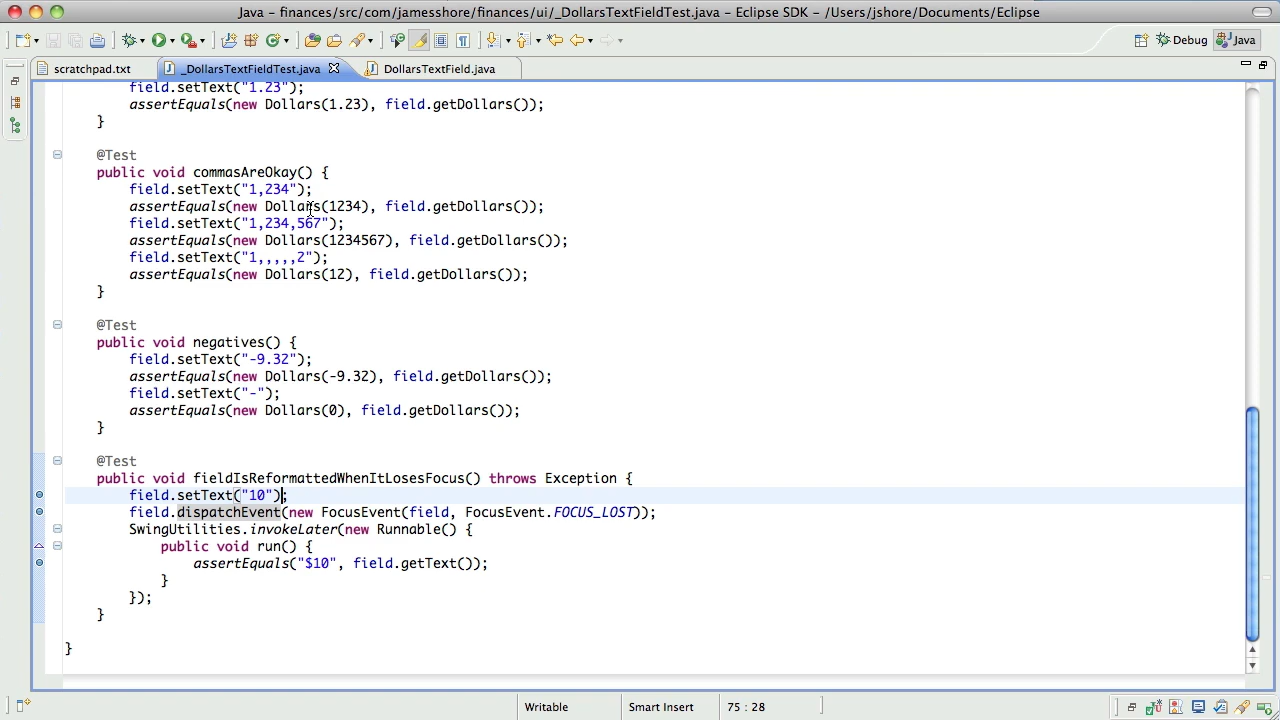 Java - finances/src/com/jamesshore/finances/ui/_DollarsTextFieldTest.java - Eclipse SDK - /Users/jshore/Documents/Eclipse
Debug
Java
scratchpad.txt
_DollarsTextFieldTest.java
DollarsTextField.java
field.setText("1.23");
assertEquals(new Dollars(1.23), field.getDollars());
}
@Test
public void commasAreOkay() {
field.setText("1,234");
assertEquals(new Dollars(1234), field.getDollars());
field.setText("1,234,567");
assertEquals(new Dollars(1234567), field.getDollars());
field.setText("1,,,,,2");
assertEquals(new Dollars(12), field.getDollars());
}
@Test
public void negatives() {
field.setText("-9.32");
assertEquals(new Dollars(-9.32), field.getDollars());
field.setText("-");
assertEquals(new Dollars(0), field.getDollars());
}
@Test
public void fieldIsReformattedWhenItLosesFocus() throws Exception {
field.setText("10");
field.dispatchEvent(new FocusEvent(field, FocusEvent.FOCUS_LOST));
SwingUtilities.invokeLater(new Runnable() {
public void run() {
assertEquals("$10", field.getText());
}
});
}
}
Writable
Smart Insert
75 : 28